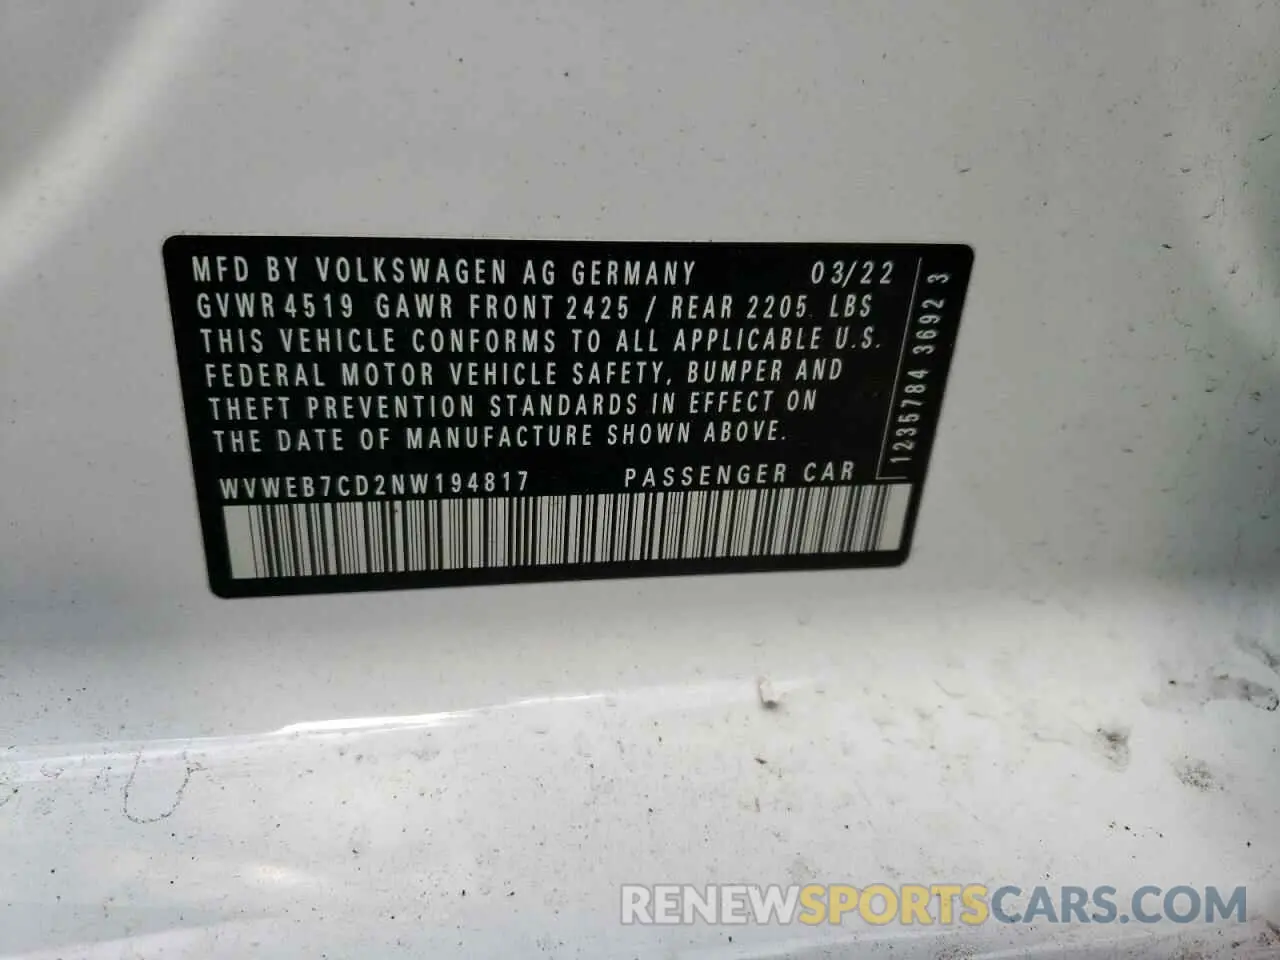 MFD BY VOLKSWAGEN AG GERMANY 03/22
GVWR 4519 GAWR FRONT 2425 / REAR 2205 LBS
THIS VEHICLE CONFORMS TO ALL APPLICABLE U.S.
FEDERAL MOTOR VEHICLE SAFETY, BUMPER AND
THEFT PREVENTION STANDARDS IN EFFECT ON
THE DATE OF MANUFACTURE SHOWN ABOVE.
WVWEB7CD2NW194817 PASSENGER CAR
1235784 3692 3
RENEWSPORTSCARS.COM